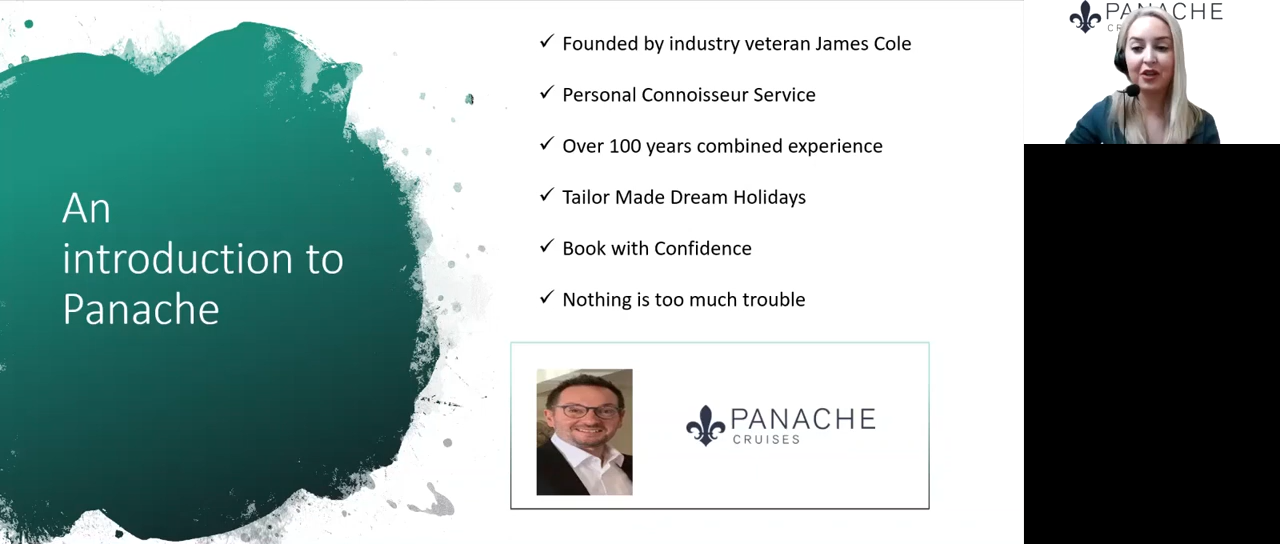 An
introduction to
Panache
Founded by industry veteran James Cole
Personal Connoisseur Service
Over 100 years combined experience
Tailor Made Dream Holidays
Book with Confidence
Nothing is too much trouble
PANACHE
CRUISES
PANACHE